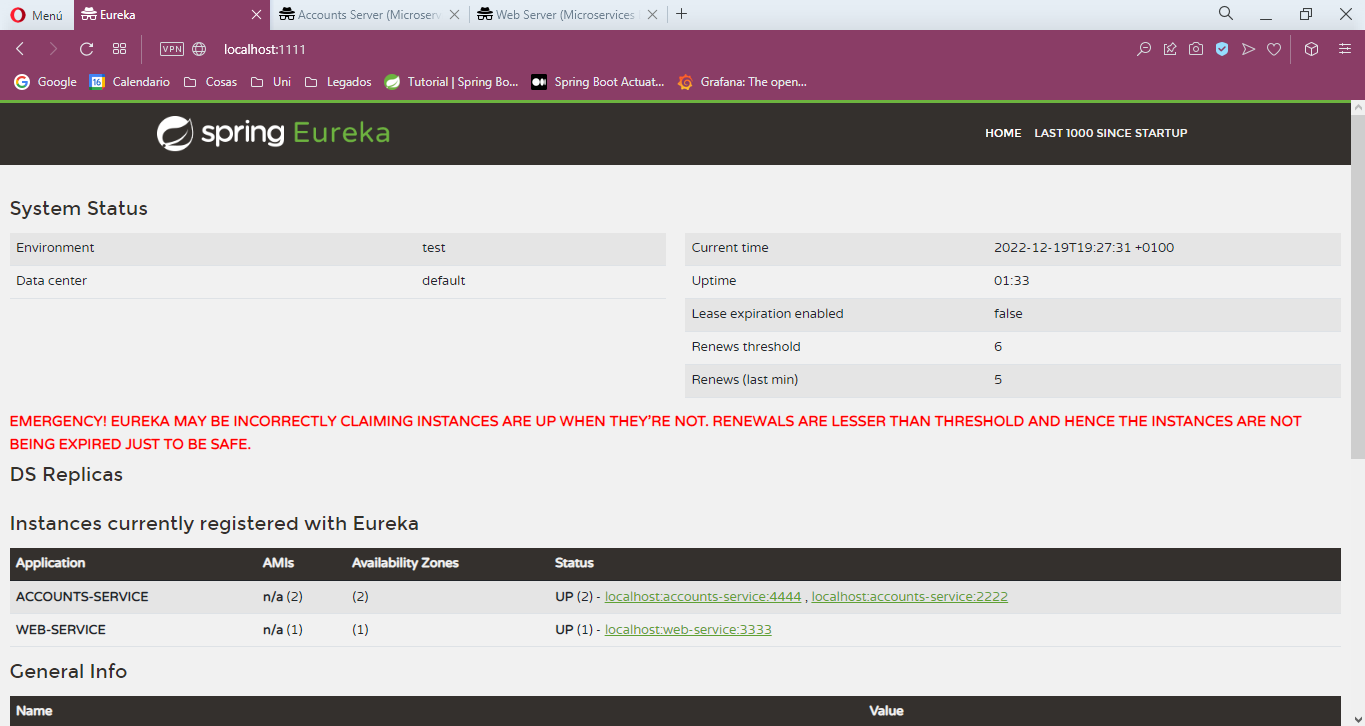 Menú Eureka Accounts Server (Microserv Web Server (Microservices
VPN localhost:1111
Google 16 Calendario Cosas Uni Legados Tutorial | Spring Bo... Spring Boot Actuat... Grafana: The open...
spring Eureka HOME LAST 1000 SINCE STARTUP
System Status
Environment test Current time 2022-12-19T19:27:31 +0100
Data center default Uptime 01:33
Lease expiration enabled false
Renews threshold 6
Renews (last min) 5
EMERGENCY! EUREKA MAY BE INCORRECTLY CLAIMING INSTANCES ARE UP WHEN THEY'RE NOT. RENEWALS ARE LESSER THAN THRESHOLD AND HENCE THE INSTANCES ARE NOT
BEING EXPIRED JUST TO BE SAFE.
DS Replicas
Instances currently registered with Eureka
Application AMIs Availability Zones Status
ACCOUNTS-SERVICE n/a (2) (2) UP (2) - localhost:accounts-service:4444 , localhost:accounts-service:2222
WEB-SERVICE n/a (1) (1) UP (1) - localhost:web-service:3333
General Info
Name Value